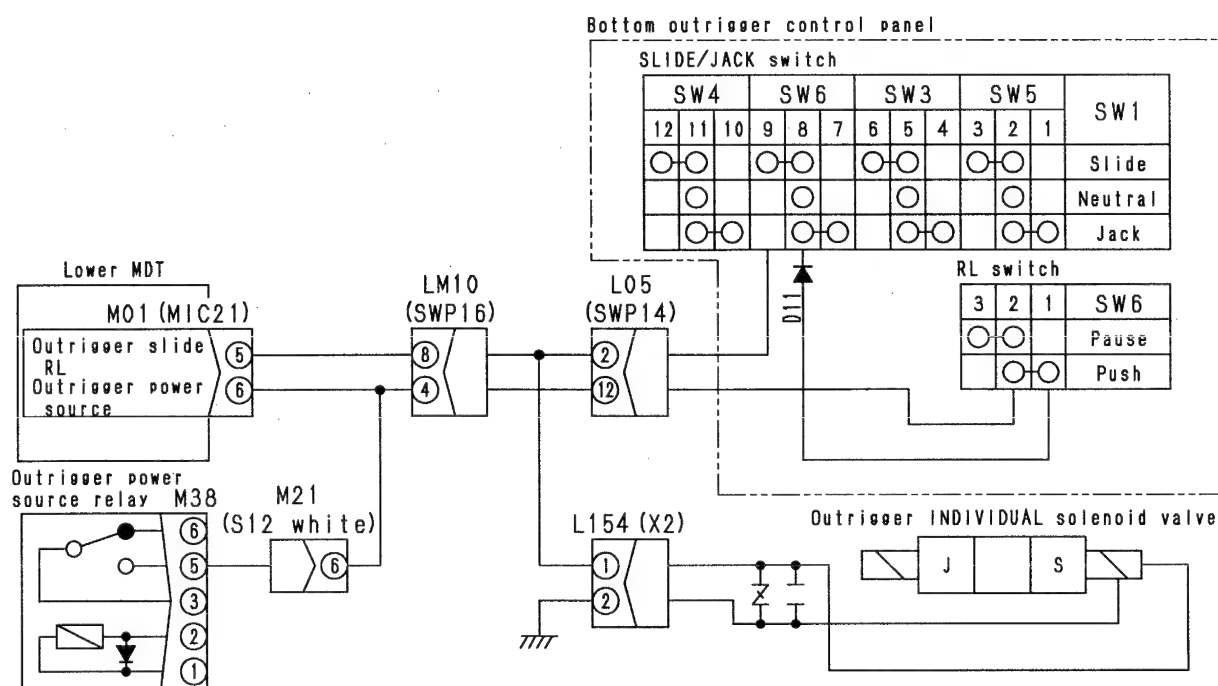 Bottom outrigger control panel
SLIDE/JACK switch
SW4 SW6 SW3 SW5 SW1
12 11 10 9 8 7 6 5 4 3 2 1
Slide
Neutral
Jack
Lower MDT
M01 (MIC21)
Outrigger slide RL
5
Outrigger power source
6
LM10
(SWP16)
8
4
L05
(SWP14)
2
12
D11
RL switch
3 2 1 SW6
Pause
Push
Outrigger power
source relay
M38
6
5
3
2
1
M21
(S12 white)
6
L154 (X2)
1
2
Outrigger INDIVIDUAL solenoid valve
J S